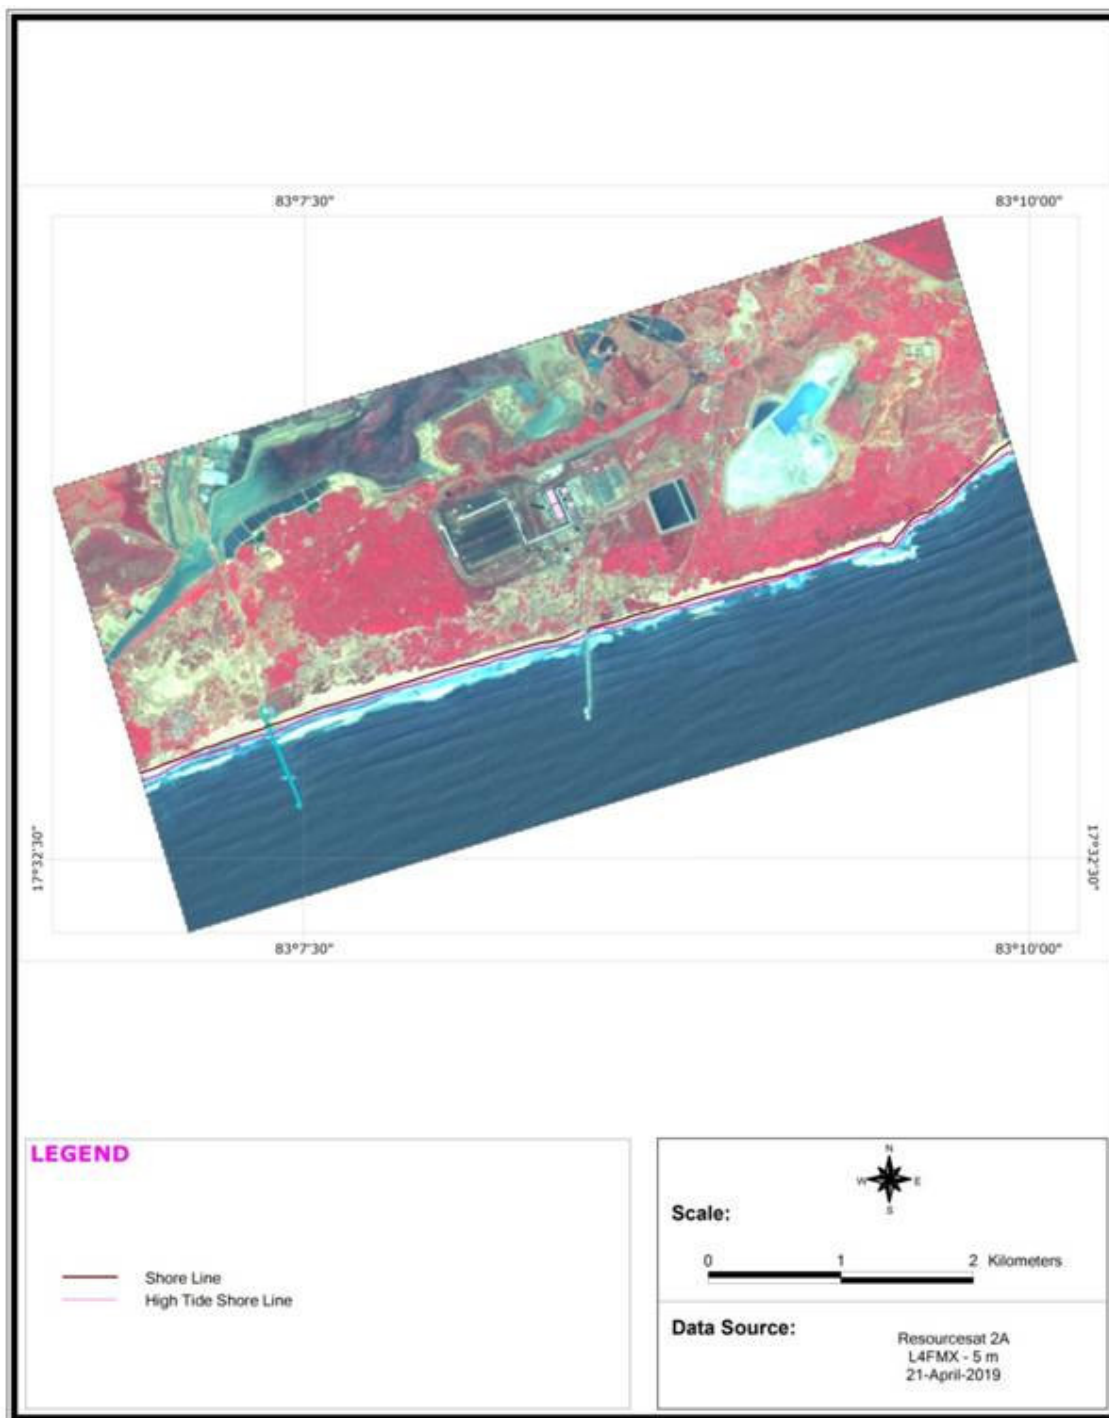 83°7'30" 83°10'00"
17°32'30" 17°32'30"
83°7'30" 83°10'00"
LEGEND
Shore Line
High Tide Shore Line
N
W E
S
Scale:
0 1 2 Kilometers
Data Source:
Resourcesat 2A
L4FMX - 5 m
21-April-2019